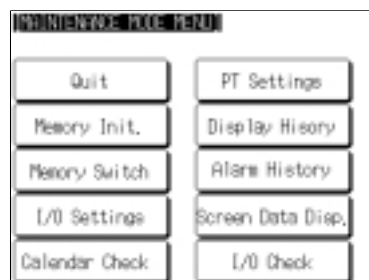 [MAINTENANCE MODE MENU]
Quit
PT Settings
Memory Init.
Display Hisory
Memory Switch
Alarm History
I/O Settings
Screen Data Disp.
Calendar Check
I/O Check